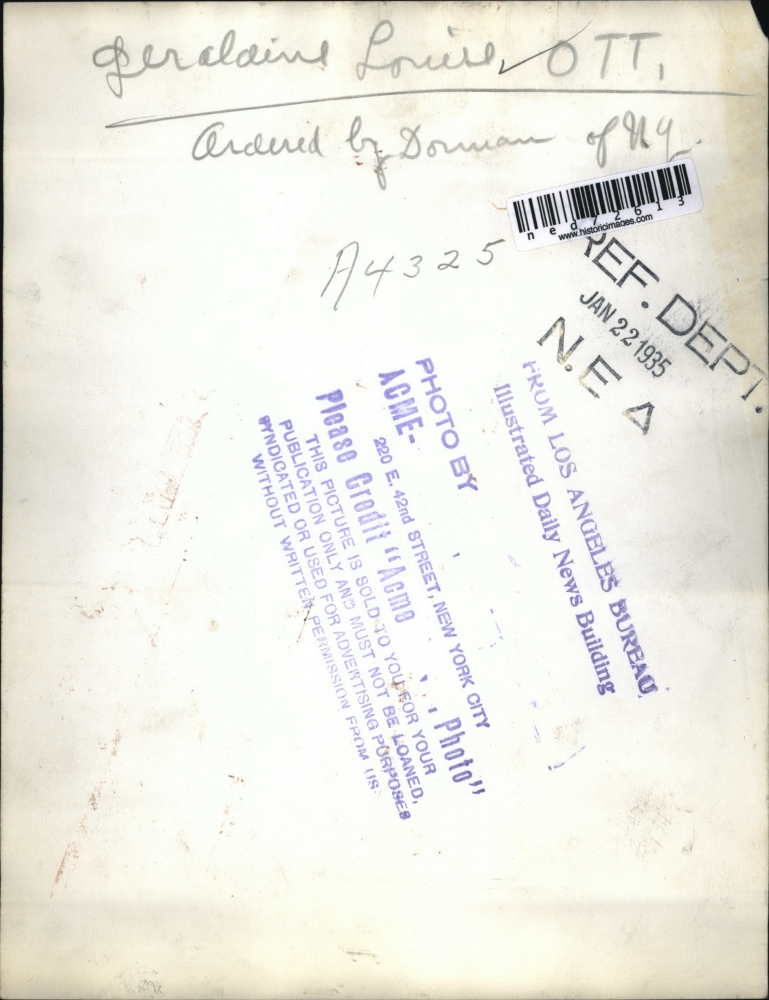 Geraldine Louise ✓ OTT,
Ordered by Dorman of N.Y.
ned72613
www.historicimages.com
A4325
REF. DEPT.
JAN 22 1935
N.E.A
FROM LOS ANGELES BUREAU
Illustrated Daily News Building
PHOTO BY
ACME-
220 E. 42nd STREET, NEW YORK CITY
Please Credit "Acme Photo"
THIS PICTURE IS SOLD TO YOU FOR YOUR
PUBLICATION ONLY AND MUST NOT BE LOANED,
SYNDICATED OR USED FOR ADVERTISING PURPOSES
WITHOUT WRITTEN PERMISSION FROM US